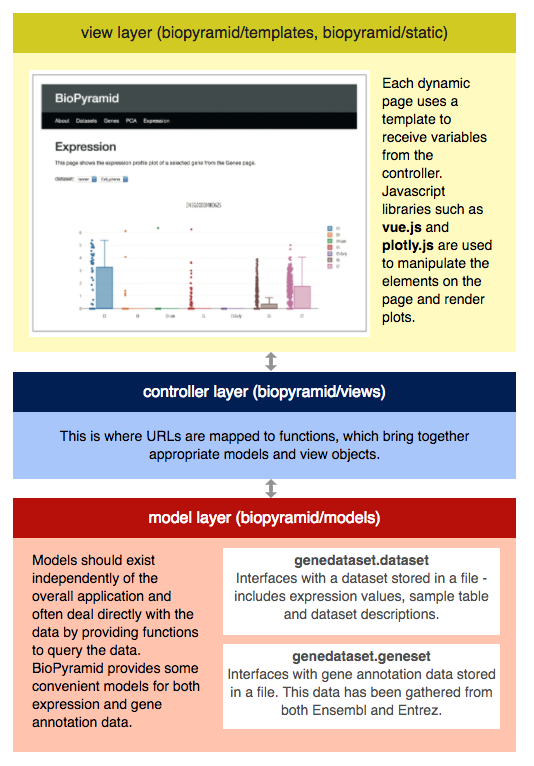 view layer (biopyramid/templates, biopyramid/static)
BioPyramid
About Datasets Genes PCA Expression
Expression
This page shows the expression profile plot of a selected gene from the Genes page.
dataset:
Each dynamic
page uses a
template to
receive variables
from the
controller.
Javascript
libraries such as
vue.js and
plotly.js are used
to manipulate the
elements on the
page and render
plots.
controller layer (biopyramid/views)
This is where URLs are mapped to functions, which bring together
appropriate models and view objects.
model layer (biopyramid/models)
Models should exist
independently of the
overall application and
often deal directly with the
data by providing functions
to query the data.
BioPyramid provides some
convenient models for both
expression and gene
annotation data.
genedataset.dataset
Interfaces with a dataset stored in a file -
includes expression values, sample table
and dataset descriptions.
genedataset.geneset
Interfaces with gene annotation data stored
in a file. This data has been gathered from
both Ensembl and Entrez.